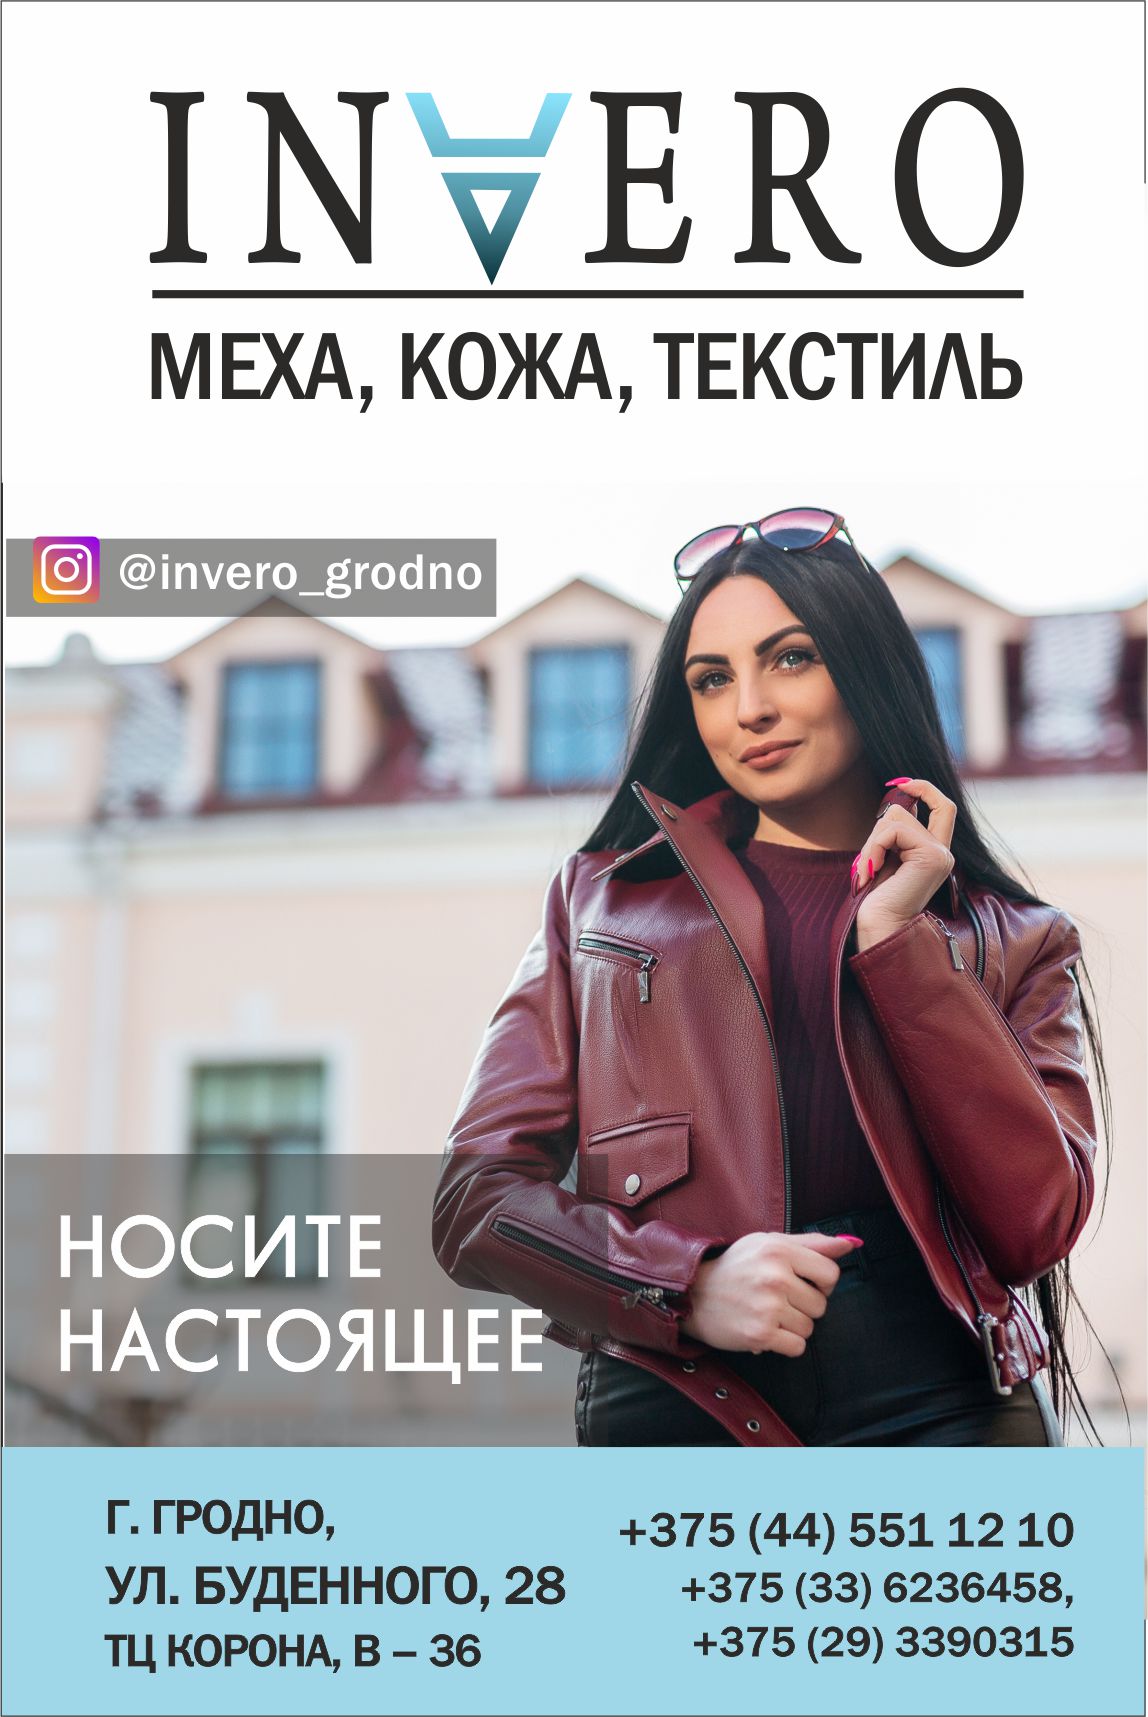 INVERO
МЕХА, КОЖА, ТЕКСТИЛЬ
@invero_grodno
НОСИТЕ
НАСТОЯЩЕЕ
Г. ГРОДНО,
УЛ. БУДЕННОГО, 28
ТЦ КОРОНА, В – 36
+375 (44) 551 12 10
+375 (33) 6236458,
+375 (29) 3390315